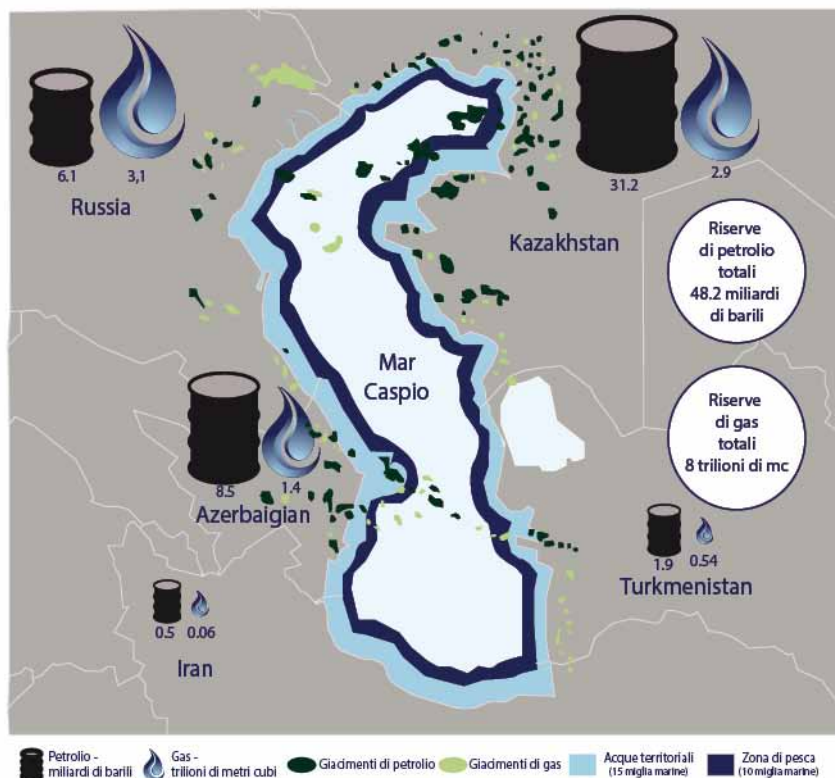 6.1 3,1
Russia
31.2 2.9
Kazakhstan
Riserve
di petrolio
totali
48.2 miliardi
di barili
Mar
Caspio
Riserve
di gas
totali
8 trilioni di mc
8.5 1.4
Azerbaigian
1.9 0.54
Turkmenistan
0.5 0.06
Iran
Petrolio -
miliardi di barili
Gas -
trilioni di metri cubi
Giacimenti di petrolio
Giacimenti di gas
Acque territoriali
(15 miglia marine)
Zona di pesca
(10 miglia marine)